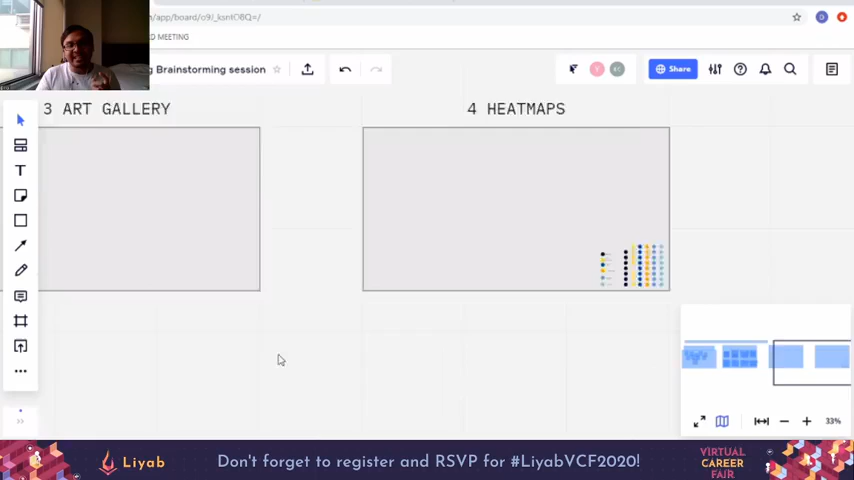 /app/board/o9J_ksnt08Q=/
D MEETING
g Brainstorming session
Share
3 ART GALLERY
4 HEATMAPS
33%
Liyab
Don't forget to register and RSVP for #LiyabVCF2020!
VIRTUAL
CAREER
FAIR